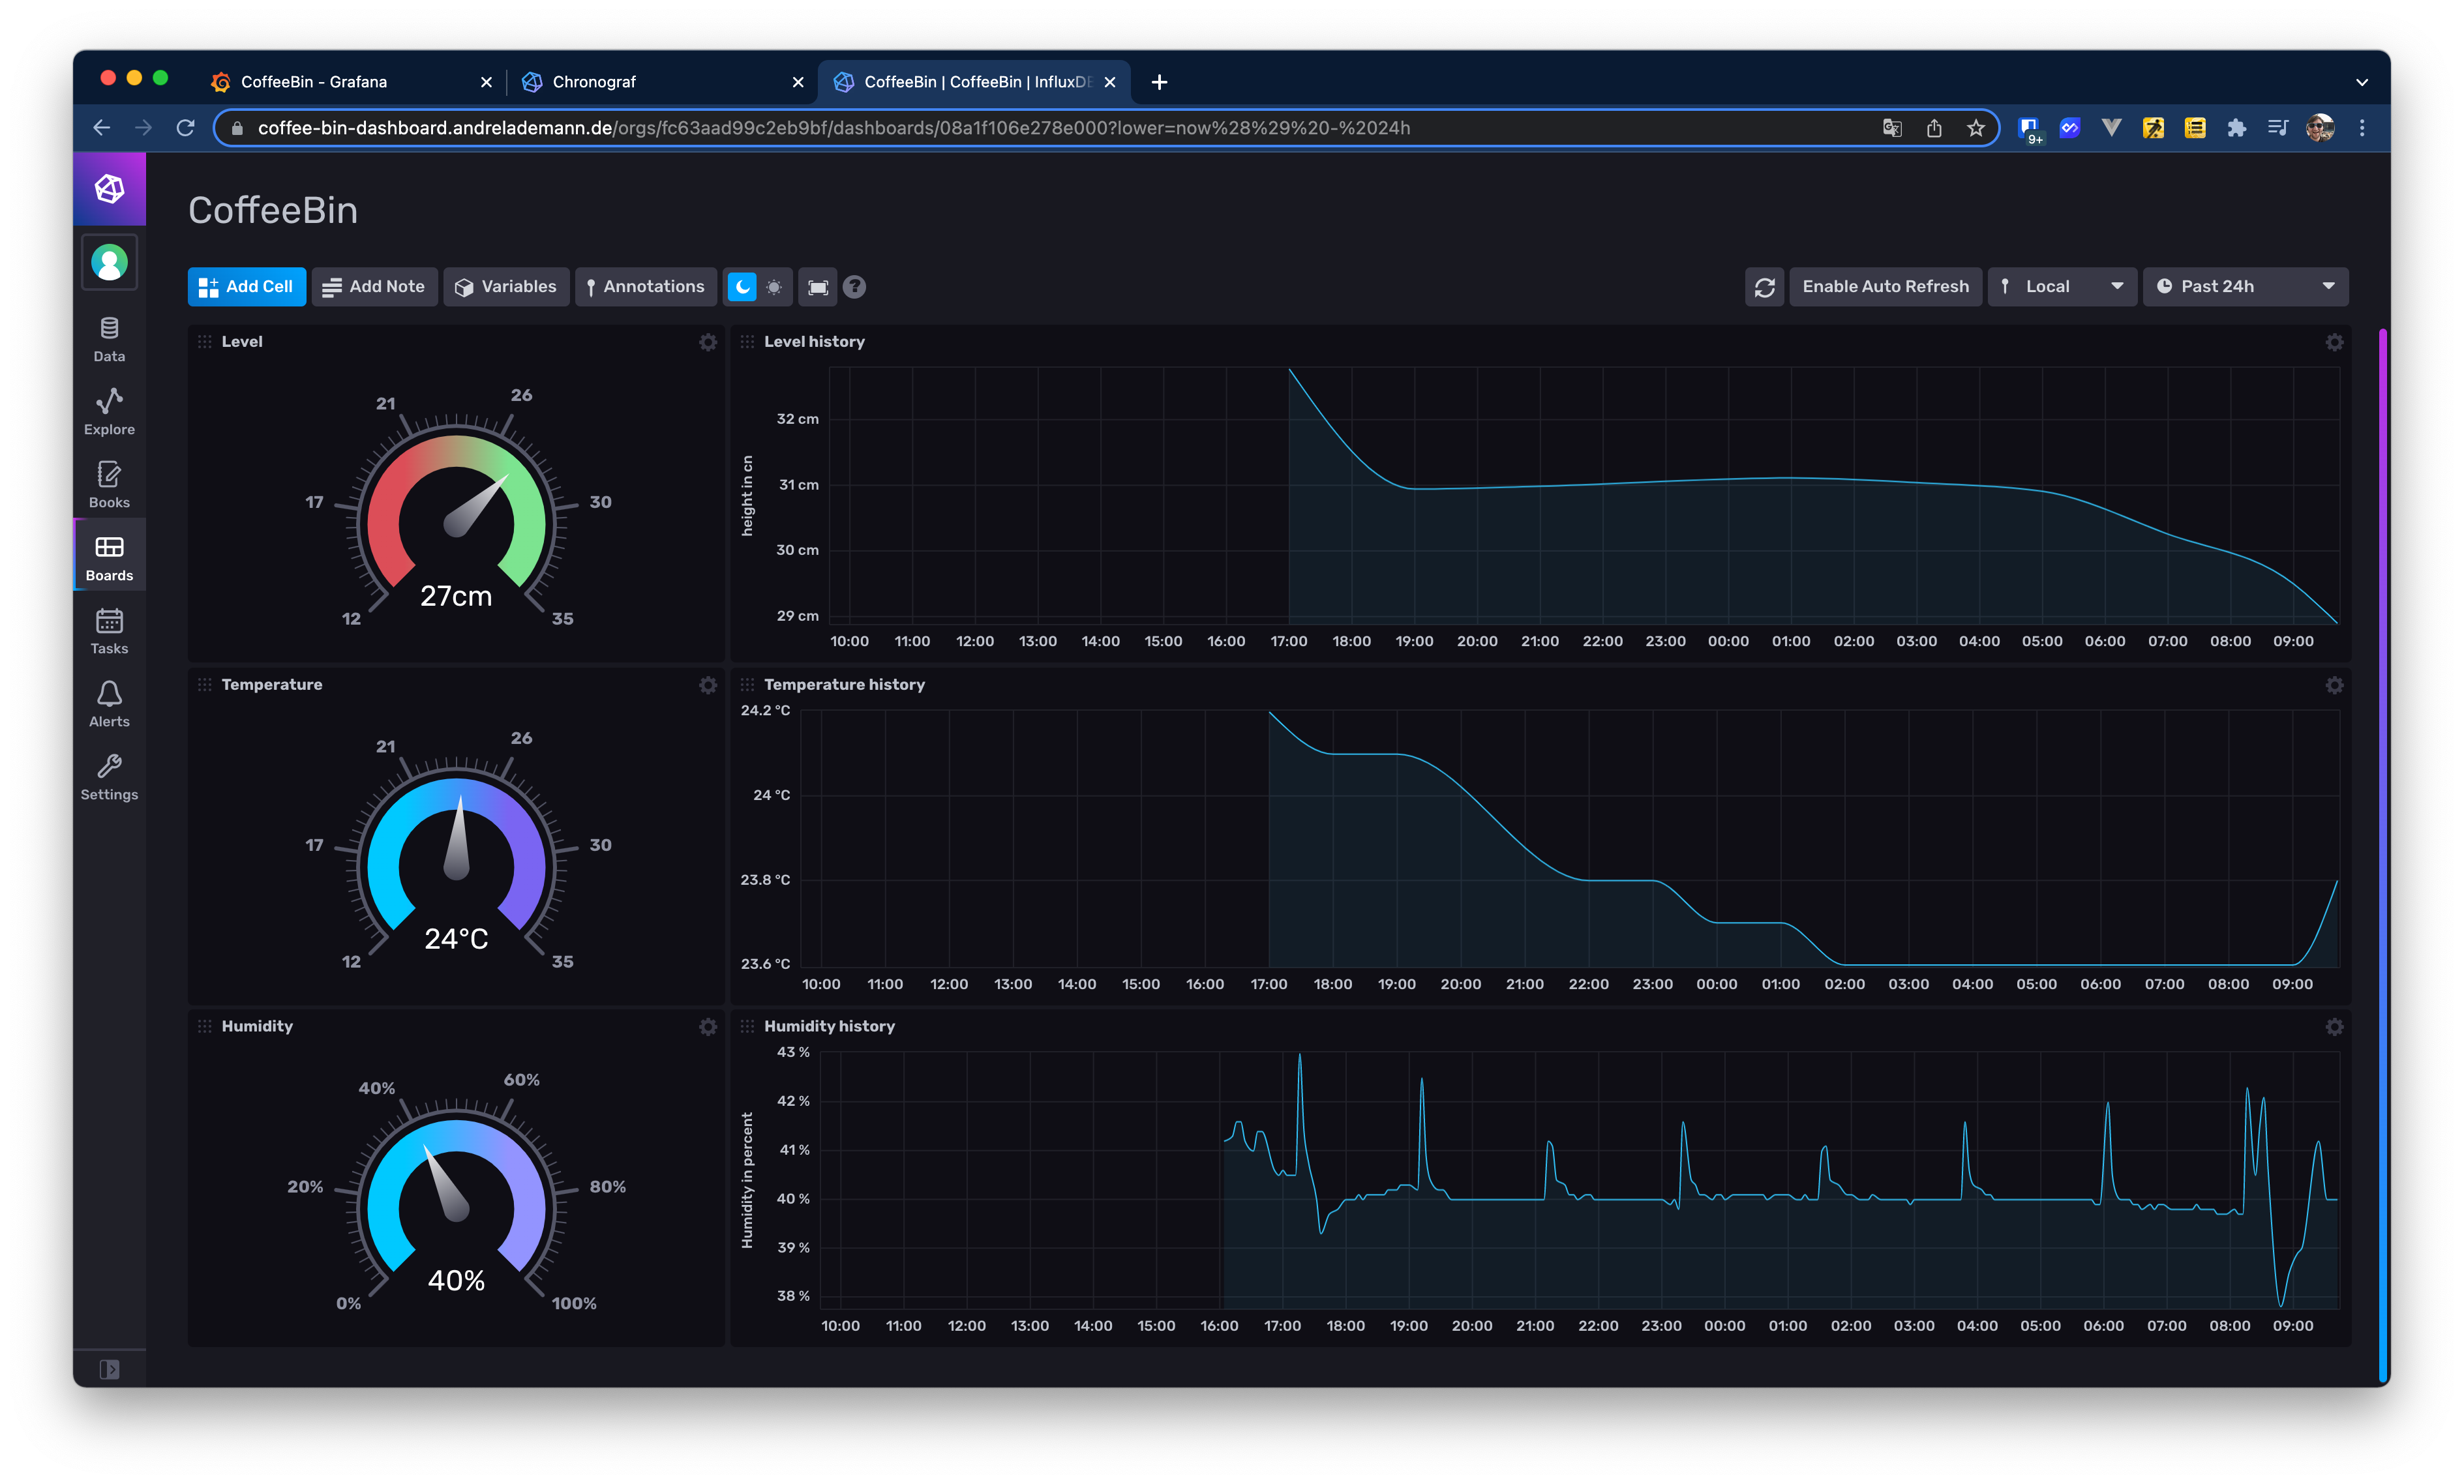 CoffeeBin - Grafana
Chronograf
CoffeeBin | CoffeeBin | InfluxDB
coffee-bin-dashboard.andrelademann.de/orgs/fc63aad99c2eb9bf/dashboards/08a1f106e278e000?lower=now%28%29%20-%2024h
9+
CoffeeBin
Add Cell
Add Note
Variables
Annotations
?
Enable Auto Refresh
Local
Past 24h
Data
Explore
Books
Boards
Tasks
Alerts
Settings
Level
12
17
21
26
30
35
27cm
Level history
height in cn
32 cm
31 cm
30 cm
29 cm
10:00 11:00 12:00 13:00 14:00 15:00 16:00 17:00 18:00 19:00 20:00 21:00 22:00 23:00 00:00 01:00 02:00 03:00 04:00 05:00 06:00 07:00 08:00 09:00
Temperature
12
17
21
26
30
35
24°C
Temperature history
24.2 °C
24 °C
23.8 °C
23.6 °C
10:00 11:00 12:00 13:00 14:00 15:00 16:00 17:00 18:00 19:00 20:00 21:00 22:00 23:00 00:00 01:00 02:00 03:00 04:00 05:00 06:00 07:00 08:00 09:00
Humidity
0%
20%
40%
60%
80%
100%
40%
Humidity history
Humidity in percent
43 %
42 %
41 %
40 %
39 %
38 %
10:00 11:00 12:00 13:00 14:00 15:00 16:00 17:00 18:00 19:00 20:00 21:00 22:00 23:00 00:00 01:00 02:00 03:00 04:00 05:00 06:00 07:00 08:00 09:00